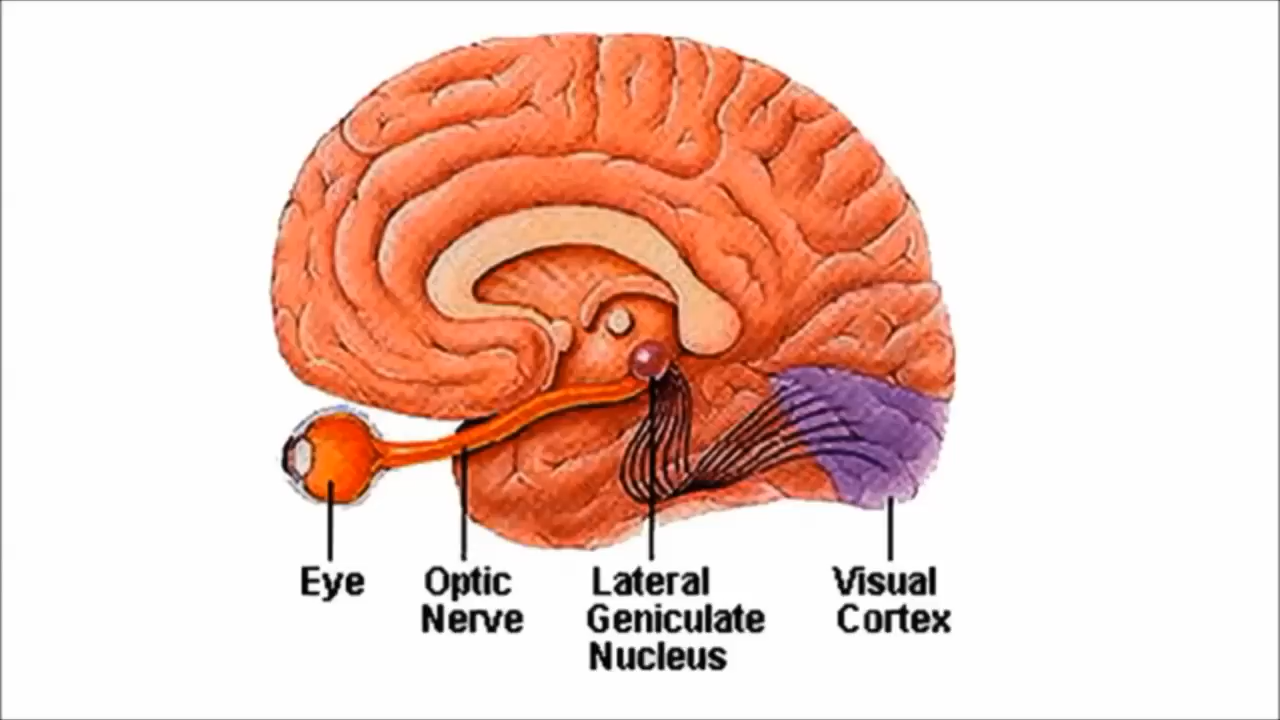 Eye
Optic
Nerve
Lateral
Geniculate
Nucleus
Visual
Cortex